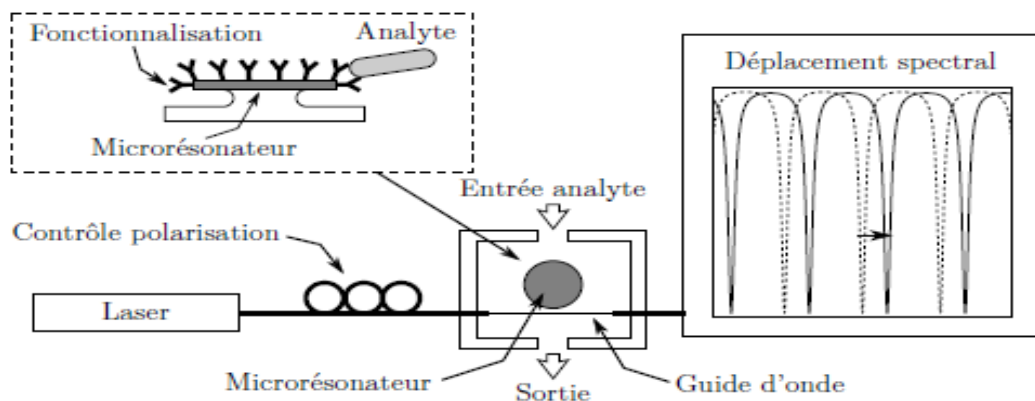 Fonctionnalisation
Analyte
Microrésonateur
Déplacement spectral
Entrée analyte
Contrôle polarisation
Laser
Microrésonateur
Sortie
Guide d'onde